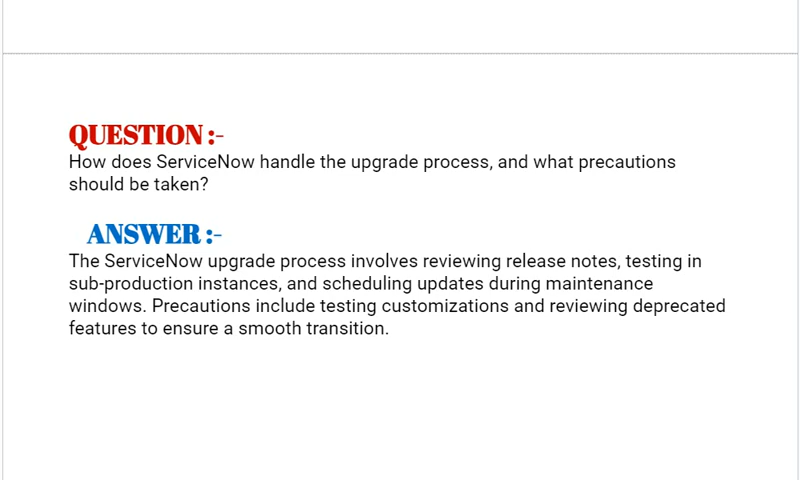 QUESTION :-
How does ServiceNow handle the upgrade process, and what precautions
should be taken?
ANSWER :-
The ServiceNow upgrade process involves reviewing release notes, testing in
sub-production instances, and scheduling updates during maintenance
windows. Precautions include testing customizations and reviewing deprecated
features to ensure a smooth transition.